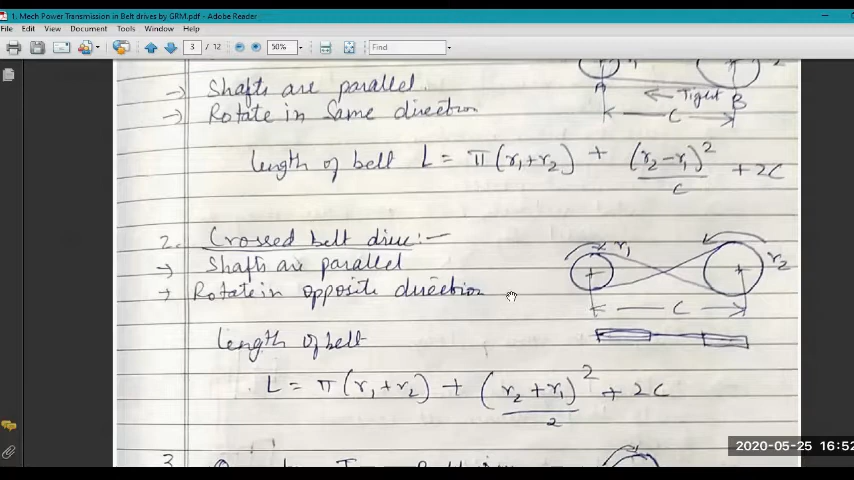 1. Mech Power Transmission in Belt drives by GRM.pdf - Adobe Reader
File Edit View Document Tools Window Help
3 / 12 50% Find
→ Shafts are parallel.
→ Rotate in Same direction
A ← Tight B
C
length of belt L = π(r₁+r₂) + (r₂-r₁)²/c + 2C
2. Crossed belt drive:-
→ Shafts are parallel
→ Rotate in opposite direction
r₁ r₂
C
length of belt
L = π(r₁+r₂) + (r₂+r₁)²/2 + 2C
3.
2020-05-25 16:52